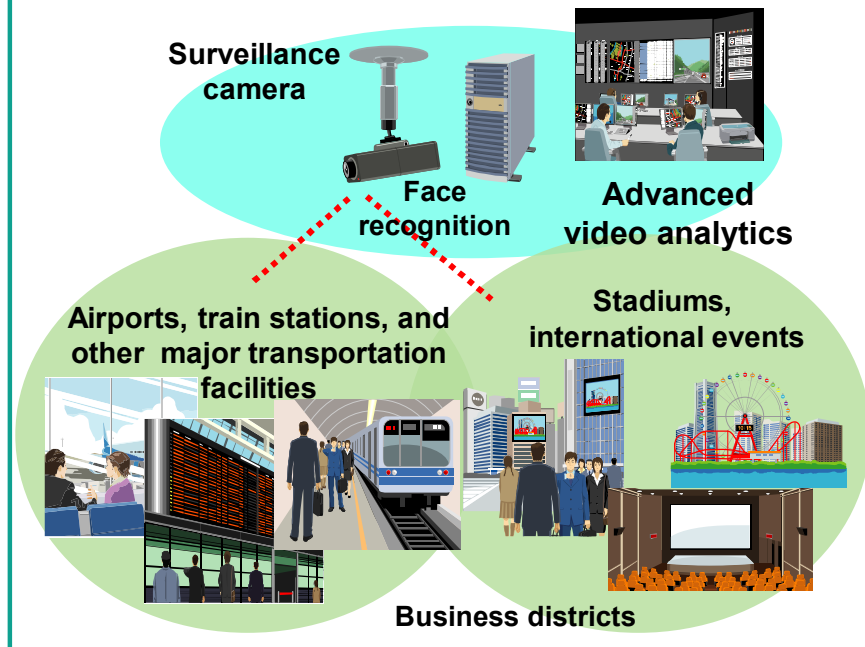 Surveillance
camera
Face
recognition
Advanced
video analytics
Airports, train stations, and
other major transportation
facilities
Stadiums,
international events
Business districts